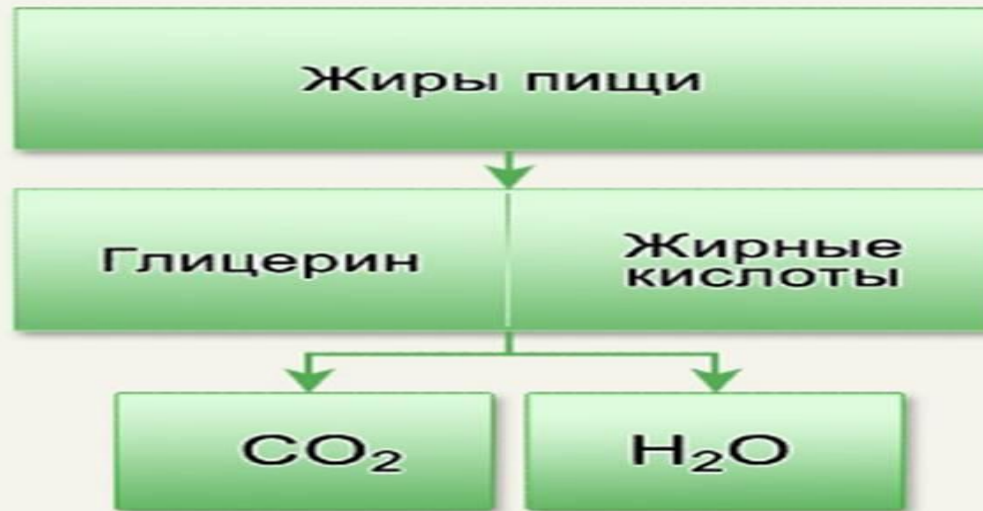 Жиры пищи
Глицерин
Жирные
кислоты
CO₂
H₂O